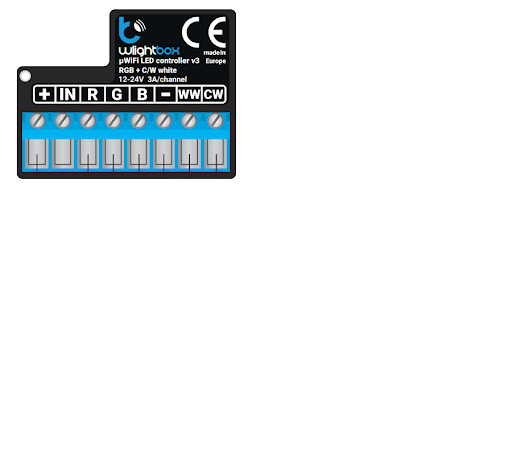 wlightbox
CE
made in
Europe
µWiFi LED controller v3
RGB + C/W white
12-24V 3A/channel
+ IN R G B − WW CW